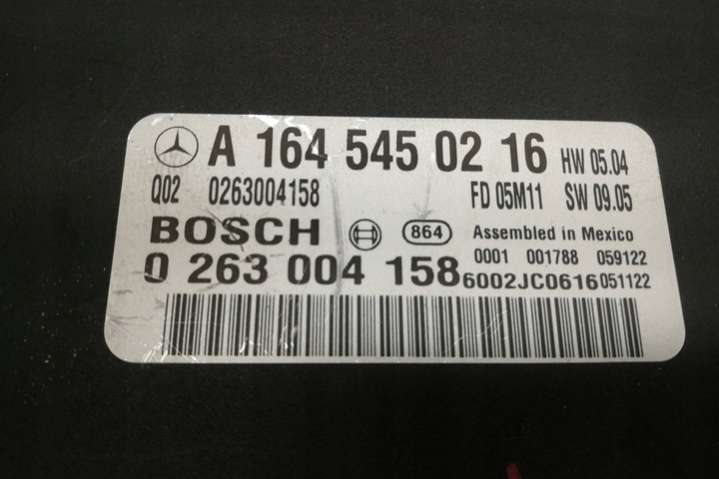 A 164 545 02 16 HW 05.04
Q02 0263004158 FD 05M11 SW 09.05
BOSCH 864 Assembled in Mexico
0001 001788 059122
0 263 004 158 6002JC0616 051122